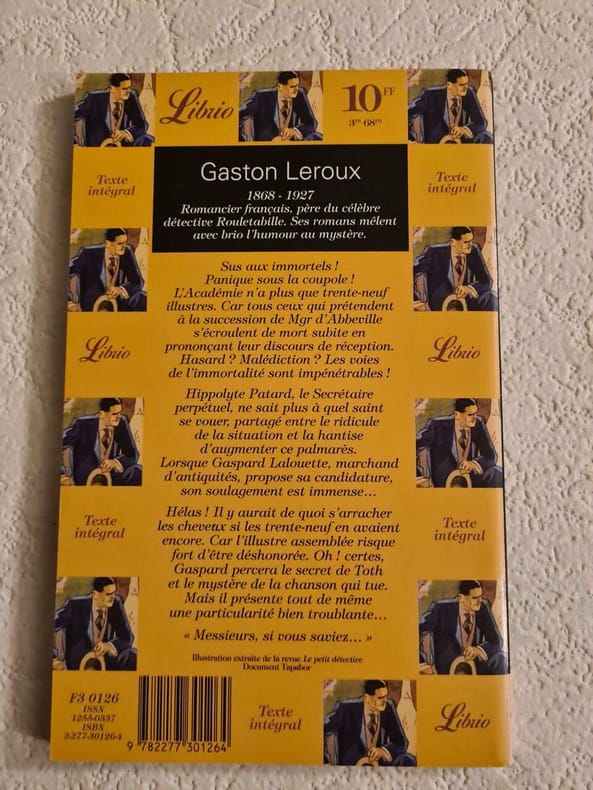 Librio
10 FF
3pts 68pts
Texte
intégral
Gaston Leroux
Texte
intégral
1868 - 1927
Romancier français, père du célèbre
détective Rouletabille. Ses romans mêlent
avec brio l'humour au mystère.
Sus aux immortels !
Panique sous la coupole !
L'Académie n'a plus que trente-neuf
illustres. Car tous ceux qui prétendent
à la succession de Mgr d'Abbeville
s'écroulent de mort subite en
prononçant leur discours de réception.
Hasard ? Malédiction ? Les voies
de l'immortalité sont impénétrables !
Librio
Librio
Hippolyte Patard, le Secrétaire
perpétuel, ne sait plus à quel saint
se vouer, partagé entre le ridicule
de la situation et la hantise
d'augmenter ce palmarès.
Lorsque Gaspard Lalouette, marchand
d'antiquités, propose sa candidature,
son soulagement est immense...
Texte
intégral
Texte
intégral
Hélas ! Il y aurait de quoi s'arracher
les cheveux si les trente-neuf en avaient
encore. Car l'illustre assemblée risque
fort d'être déshonorée. Oh ! certes,
Gaspard percera le secret de Toth
et le mystère de la chanson qui tue.
Mais il présente tout de même
une particularité bien troublante...
« Messieurs, si vous saviez... »
Illustration extraite de la revue Le petit détective
Document Tapabor
F3 0126
ISSN
1255-0337
ISBN
2-277-30126-4
9 782277 301264
Texte
intégral
Librio